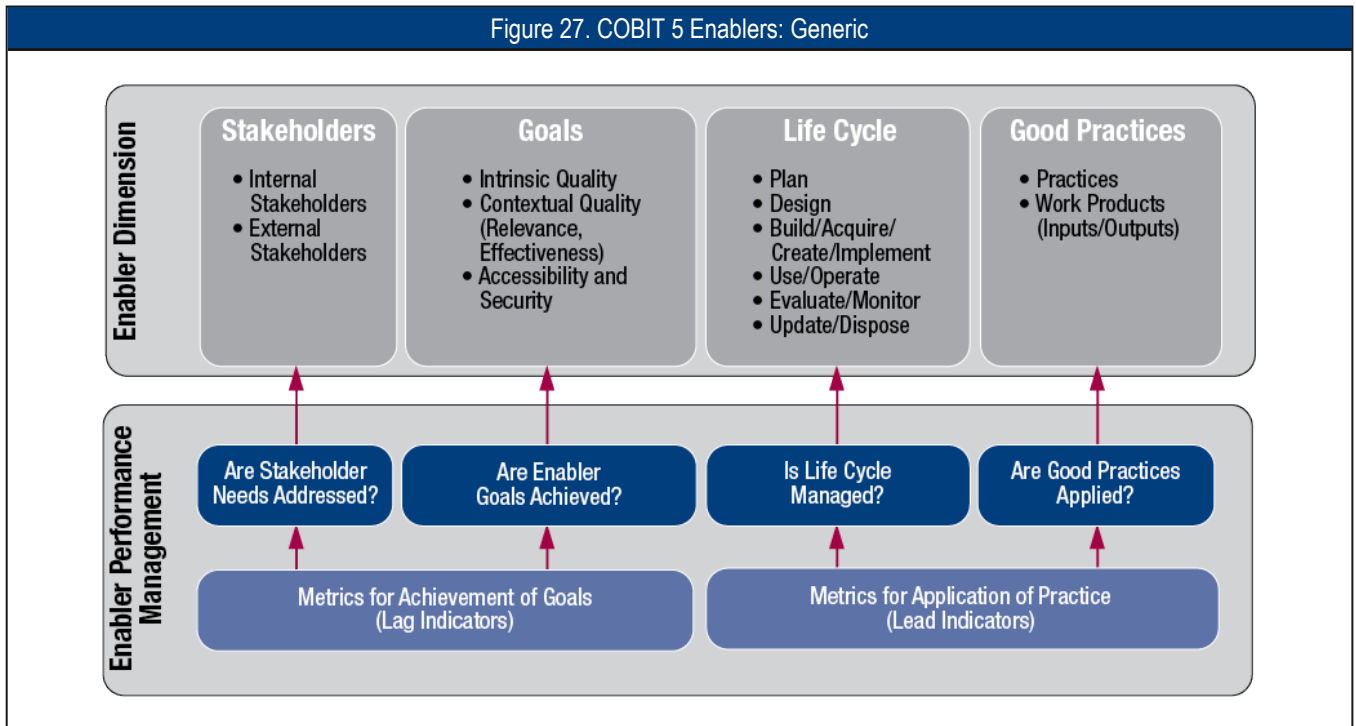 Figure 27. COBIT 5 Enablers: Generic
Enabler Dimension
Stakeholders
• Internal
Stakeholders
• External
Stakeholders
Goals
• Intrinsic Quality
• Contextual Quality
(Relevance,
Effectiveness)
• Accessibility and
Security
Life Cycle
• Plan
• Design
• Build/Acquire/
Create/Implement
• Use/Operate
• Evaluate/Monitor
• Update/Dispose
Good Practices
• Practices
• Work Products
(Inputs/Outputs)
Enabler Performance
Management
Are Stakeholder
Needs Addressed?
Are Enabler
Goals Achieved?
Is Life Cycle
Managed?
Are Good Practices
Applied?
Metrics for Achievement of Goals
(Lag Indicators)
Metrics for Application of Practice
(Lead Indicators)